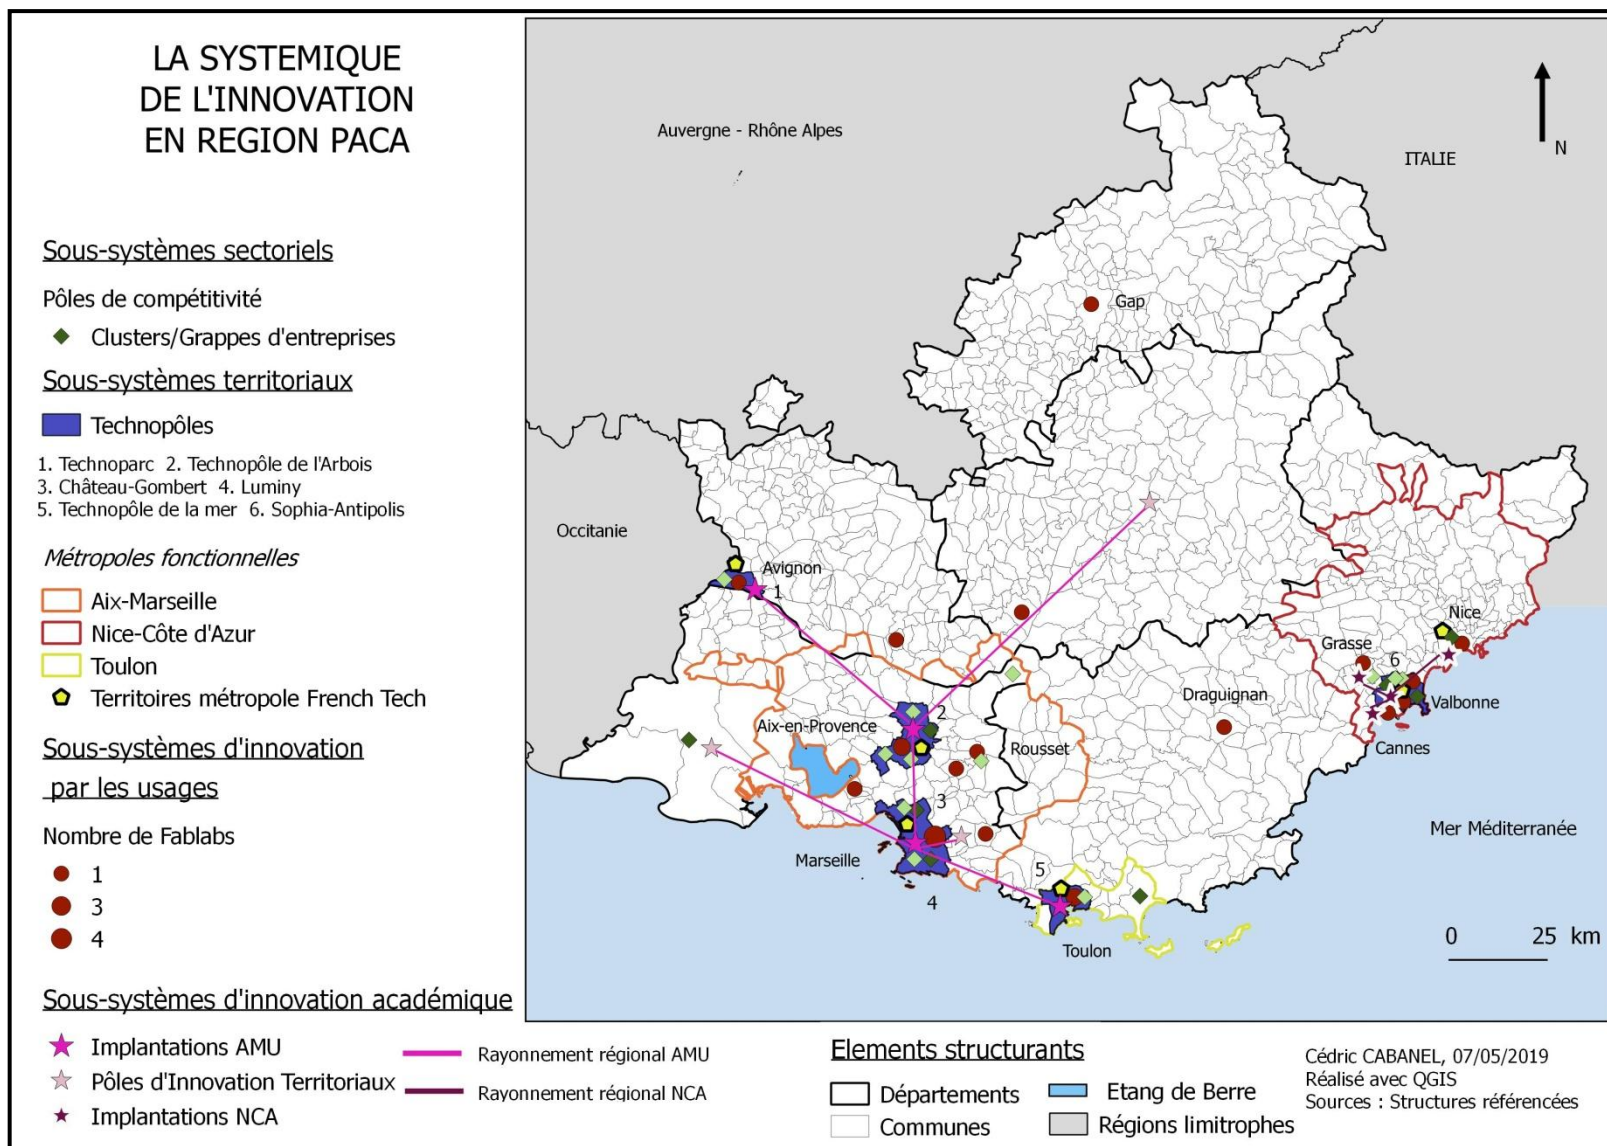 LA SYSTEMIQUE
DE L'INNOVATION
EN REGION PACA
Sous-systèmes sectoriels
Pôles de compétitivité
Clusters/Grappes d'entreprises
Sous-systèmes territoriaux
Technopôles
1. Technoparc 2. Technopôle de l'Arbois
3. Château-Gombert 4. Luminy
5. Technopôle de la mer 6. Sophia-Antipolis
Métropoles fonctionnelles
Aix-Marseille
Nice-Côte d'Azur
Toulon
Territoires métropole French Tech
Sous-systèmes d'innovation
par les usages
Nombre de Fablabs
1
3
4
Sous-systèmes d'innovation académique
Implantations AMU
Pôles d'Innovation Territoriaux
Implantations NCA
Rayonnement régional AMU
Rayonnement régional NCA
Elements structurants
Départements
Communes
Etang de Berre
Régions limitrophes
Cédric CABANEL, 07/05/2019
Réalisé avec QGIS
Sources : Structures référencées
Auvergne - Rhône Alpes
ITALIE
N
Gap
Occitanie
Avignon
1
Nice
Grasse
6
Draguignan
Valbonne
Cannes
2
Aix-en-Provence
Rousset
3
Mer Méditerranée
Marseille
5
4
Toulon
0 25 km